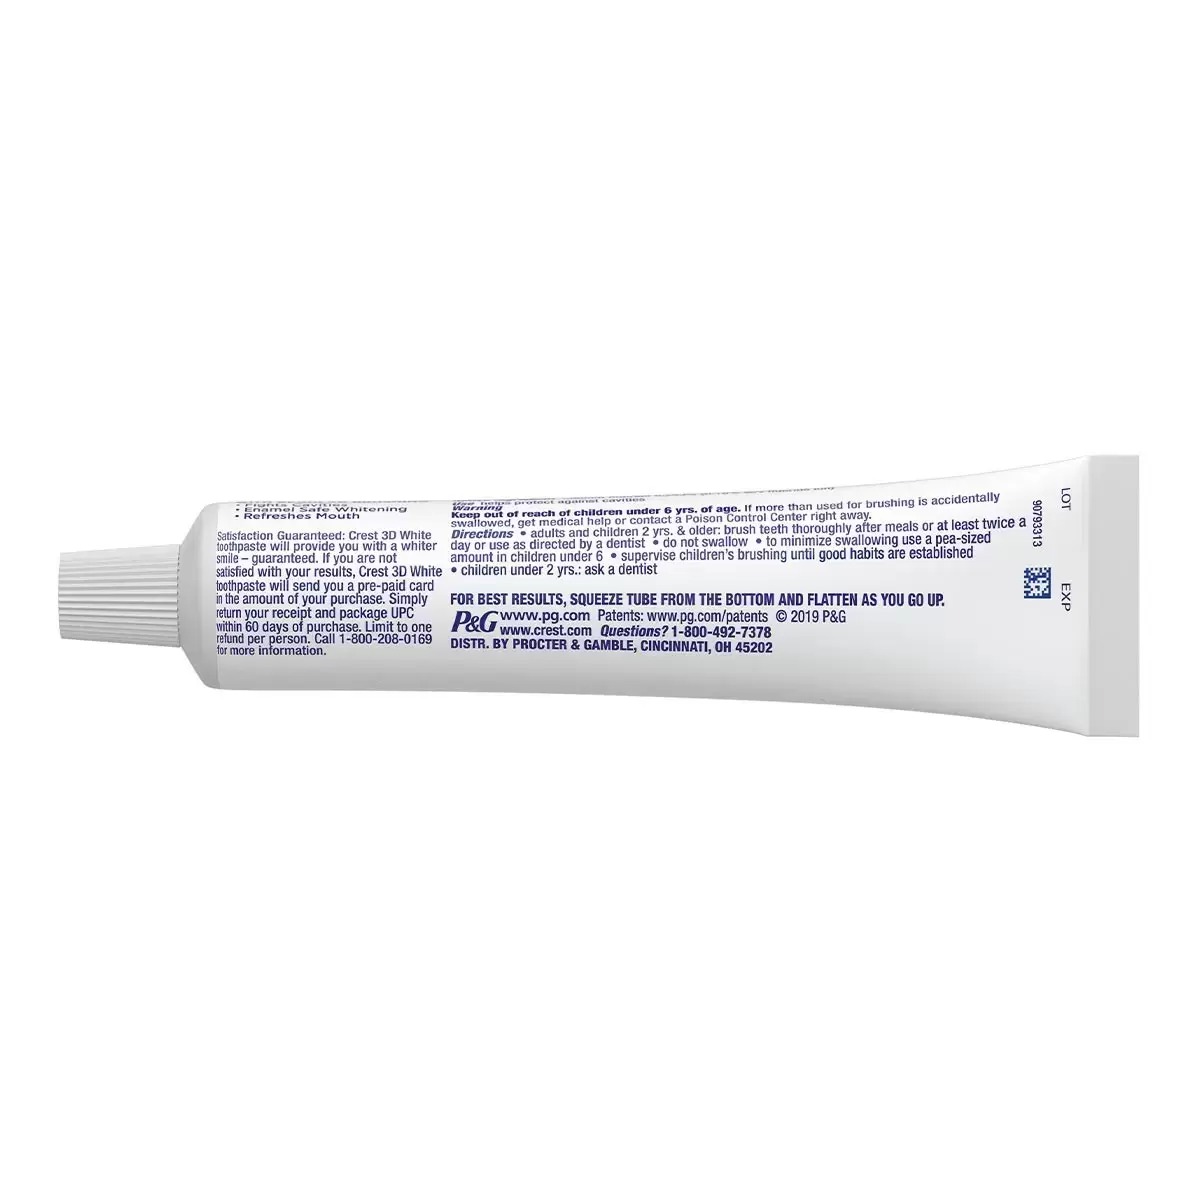 • Fights Cavities
• Enamel Safe Whitening
• Refreshes Mouth
Satisfaction Guaranteed: Crest 3D White
toothpaste will provide you with a whiter
smile – guaranteed. If you are not
satisfied with your results, Crest 3D White
toothpaste will send you a pre-paid card
in the amount of your purchase. Simply
return your receipt and package UPC
within 60 days of purchase. Limit to one
refund per person. Call 1-800-208-0169
for more information.
Use helps protect against cavities
Warning
Keep out of reach of children under 6 yrs. of age. If more than used for brushing is accidentally
swallowed, get medical help or contact a Poison Control Center right away.
Directions • adults and children 2 yrs. & older: brush teeth thoroughly after meals or at least twice a
day or use as directed by a dentist • do not swallow • to minimize swallowing use a pea-sized
amount in children under 6 • supervise children's brushing until good habits are established
• children under 2 yrs.: ask a dentist
FOR BEST RESULTS, SQUEEZE TUBE FROM THE BOTTOM AND FLATTEN AS YOU GO UP.
P&G www.pg.com Patents: www.pg.com/patents © 2019 P&G
www.crest.com Questions? 1-800-492-7378
DISTR. BY PROCTER & GAMBLE, CINCINNATI, OH 45202
90793613
LOT
EXP